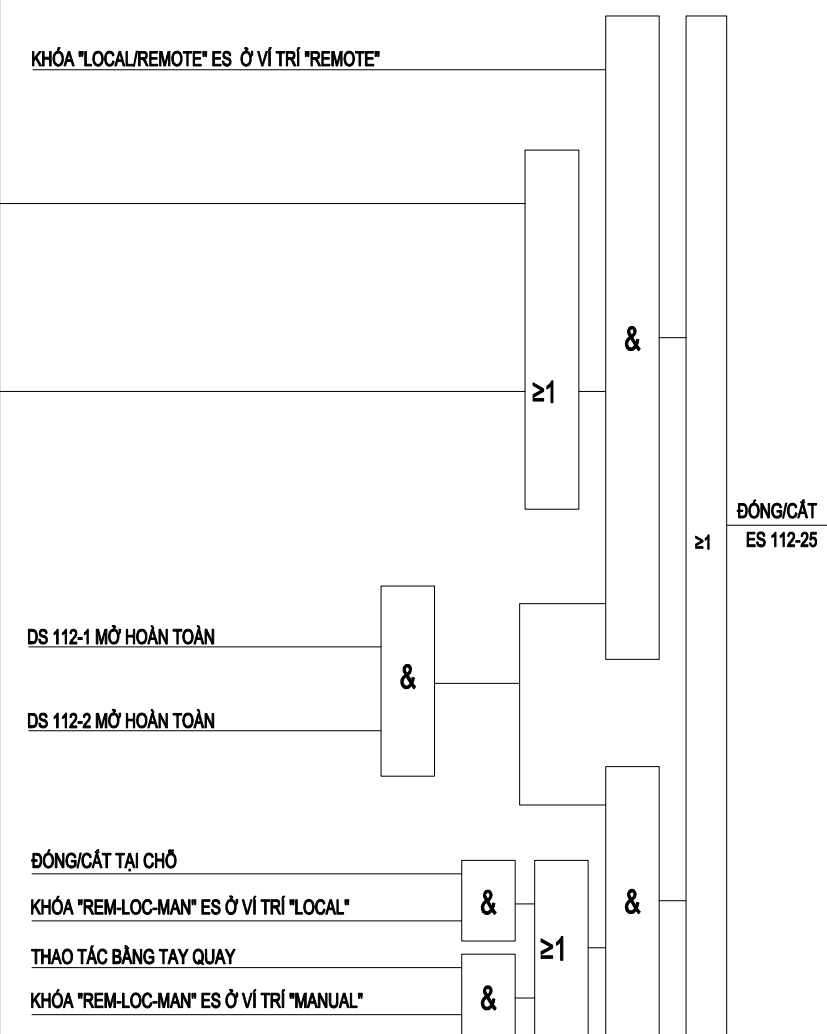 KHÓA "LOCAL/REMOTE" ES Ở VÍ TRÍ "REMOTE"
&
≥1
ĐÓNG/CẮT
≥1
ES 112-25
DS 112-1 MỞ HOÀN TOÀN
&
DS 112-2 MỞ HOÀN TOÀN
ĐÓNG/CẮT TẠI CHỖ
KHÓA "REM-LOC-MAN" ES Ở VÍ TRÍ "LOCAL"
&
&
THAO TÁC BẰNG TAY QUAY
≥1
KHÓA "REM-LOC-MAN" ES Ở VÍ TRÍ "MANUAL"
&